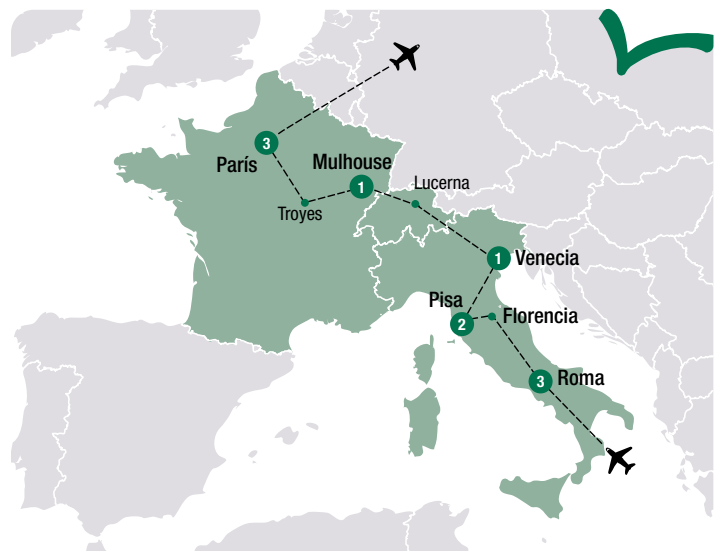 3
París
Mulhouse
1
Lucerna
Troyes
1
Venecia
Pisa
2
Florencia
3
Roma